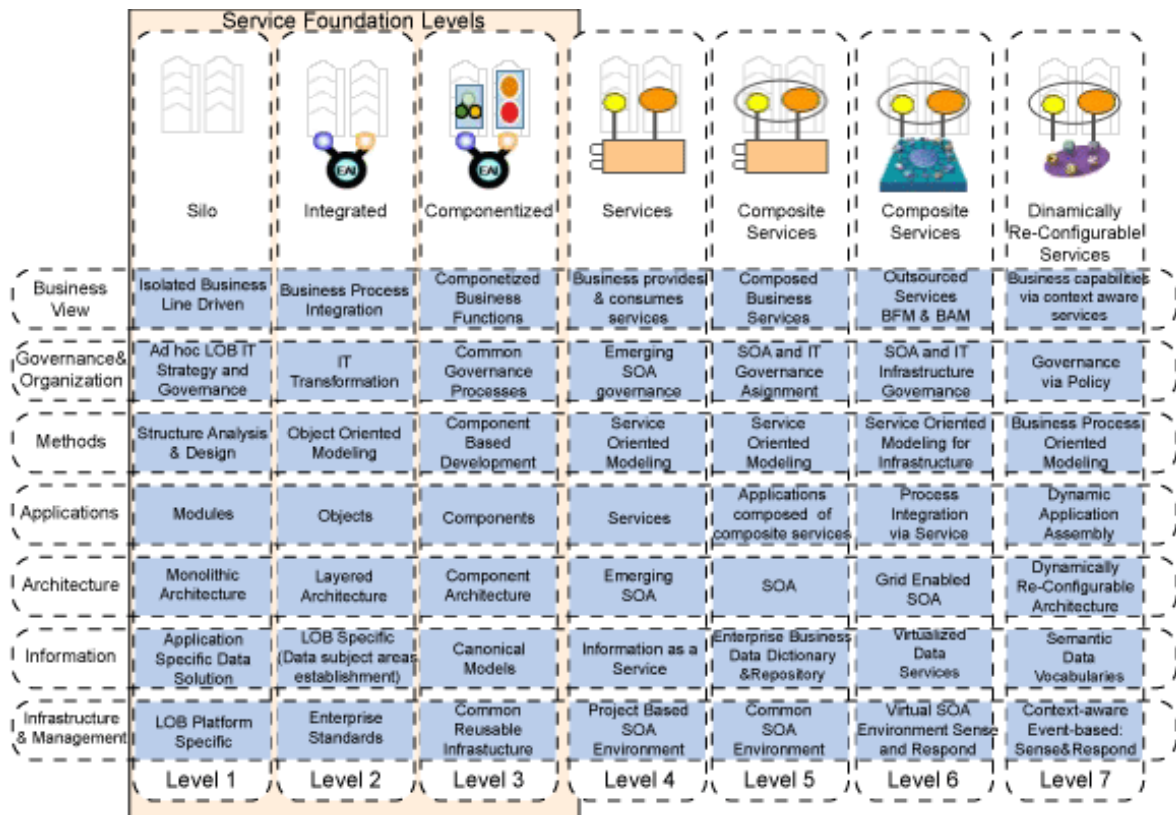 Service Foundation Levels
EAI
EAI
Silo
Integrated
Componentized
Services
Composite
Services
Composite
Services
Dinamically
Re-Configurable
Services
Business
View
Isolated Business
Line Driven
Business Process
Integration
Componetized
Business
Functions
Business provides
& consumes
services
Composed
Business
Services
Outsourced
Services
BFM & BAM
Business capabilities
via context aware
services
Governance&
Organization
Ad hoc LOB IT
Strategy and
Governance
IT
Transformation
Common
Governance
Processes
Emerging
SOA
governance
SOA and IT
Governance
Asignment
SOA and IT
Infrastructure
Governance
Governance
via Policy
Methods
Structure Analysis
& Design
Object Oriented
Modeling
Component
Based
Development
Service
Oriented
Modeling
Service
Oriented
Modeling
Service Oriented
Modeling for
Infrastructure
Business Process
Oriented
Modeling
Applications
Modules
Objects
Components
Services
Applications
composed of
composite services
Process
Integration
via Service
Dynamic
Application
Assembly
Architecture
Monolithic
Architecture
Layered
Architecture
Component
Architecture
Emerging
SOA
SOA
Grid Enabled
SOA
Dynamically
Re-Configurable
Architecture
Information
Application
Specific Data
Solution
LOB Specific
(Data subject areas
establishment)
Canonical
Models
Information as a
Service
Enterprise Business
Data Dictionary
&Repository
Virtualized
Data
Services
Semantic
Data
Vocabularies
Infrastructure
& Management
LOB Platform
Specific
Enterprise
Standards
Common
Reusable
Infrastucture
Project Based
SOA
Environment
Common
SOA
Environment
Virtual SOA
Environment Sense
and Respond
Context-aware
Event-based:
Sense&Respond
Level 1
Level 2
Level 3
Level 4
Level 5
Level 6
Level 7